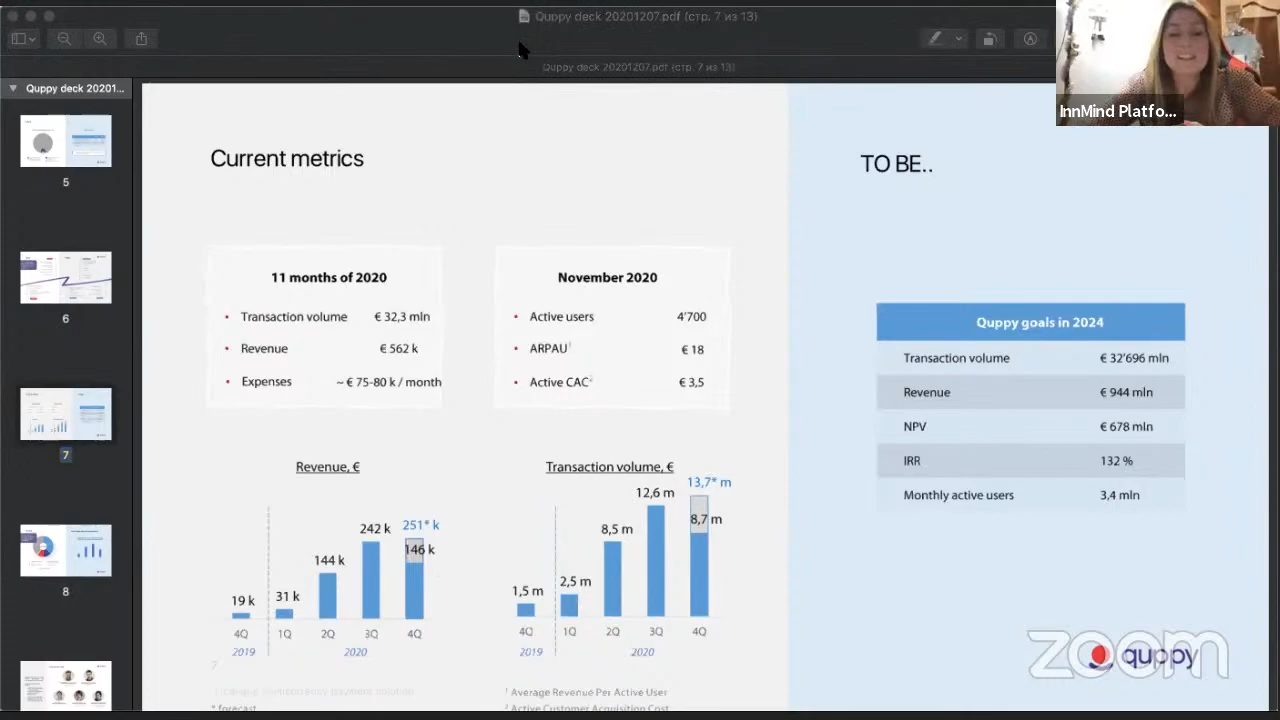 Quppy deck 20201207.pdf (стр. 7 из 13)
Quppy deck 20201207.pdf (стр. 7 из 13)
InnMind Platfo...
Quppy deck 20201...
5
6
7
8
Current metrics
11 months of 2020
• Transaction volume € 32,3 mln
• Revenue € 562 k
• Expenses ~ € 75-80 k / month
November 2020
• Active users 4'700
• ARPAU¹ € 18
• Active CAC² € 3,5
Revenue, €
19 k 31 k 144 k 242 k 251* k
146 k
4Q 1Q 2Q 3Q 4Q
2019 2020
Transaction volume, €
1,5 m 2,5 m 8,5 m 12,6 m 13,7* m
8,7 m
4Q 1Q 2Q 3Q 4Q
2019 2020
7
* forecast
¹ Average Revenue Per Active User
² Active Customer Acquisition Cost
TO BE..
Quppy goals in 2024
Transaction volume € 32'696 mln
Revenue € 944 mln
NPV € 678 mln
IRR 132 %
Monthly active users 3,4 mln
zoom
quppy